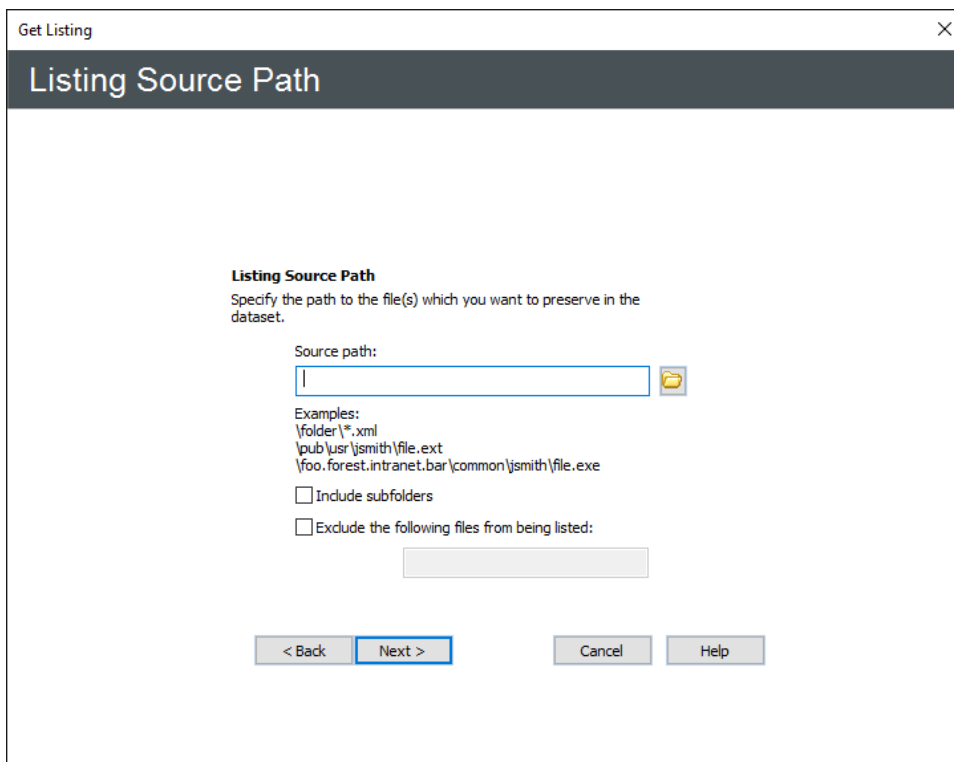 Get Listing
Listing Source Path
Listing Source Path
Specify the path to the file(s) which you want to preserve in the
dataset.
Source path:
Examples:
\folder\*.xml
\pub\usr\jsmith\file.ext
\foo.forest.intranet.bar\common\jsmith\file.exe
Include subfolders
Exclude the following files from being listed:
< Back Next > Cancel Help